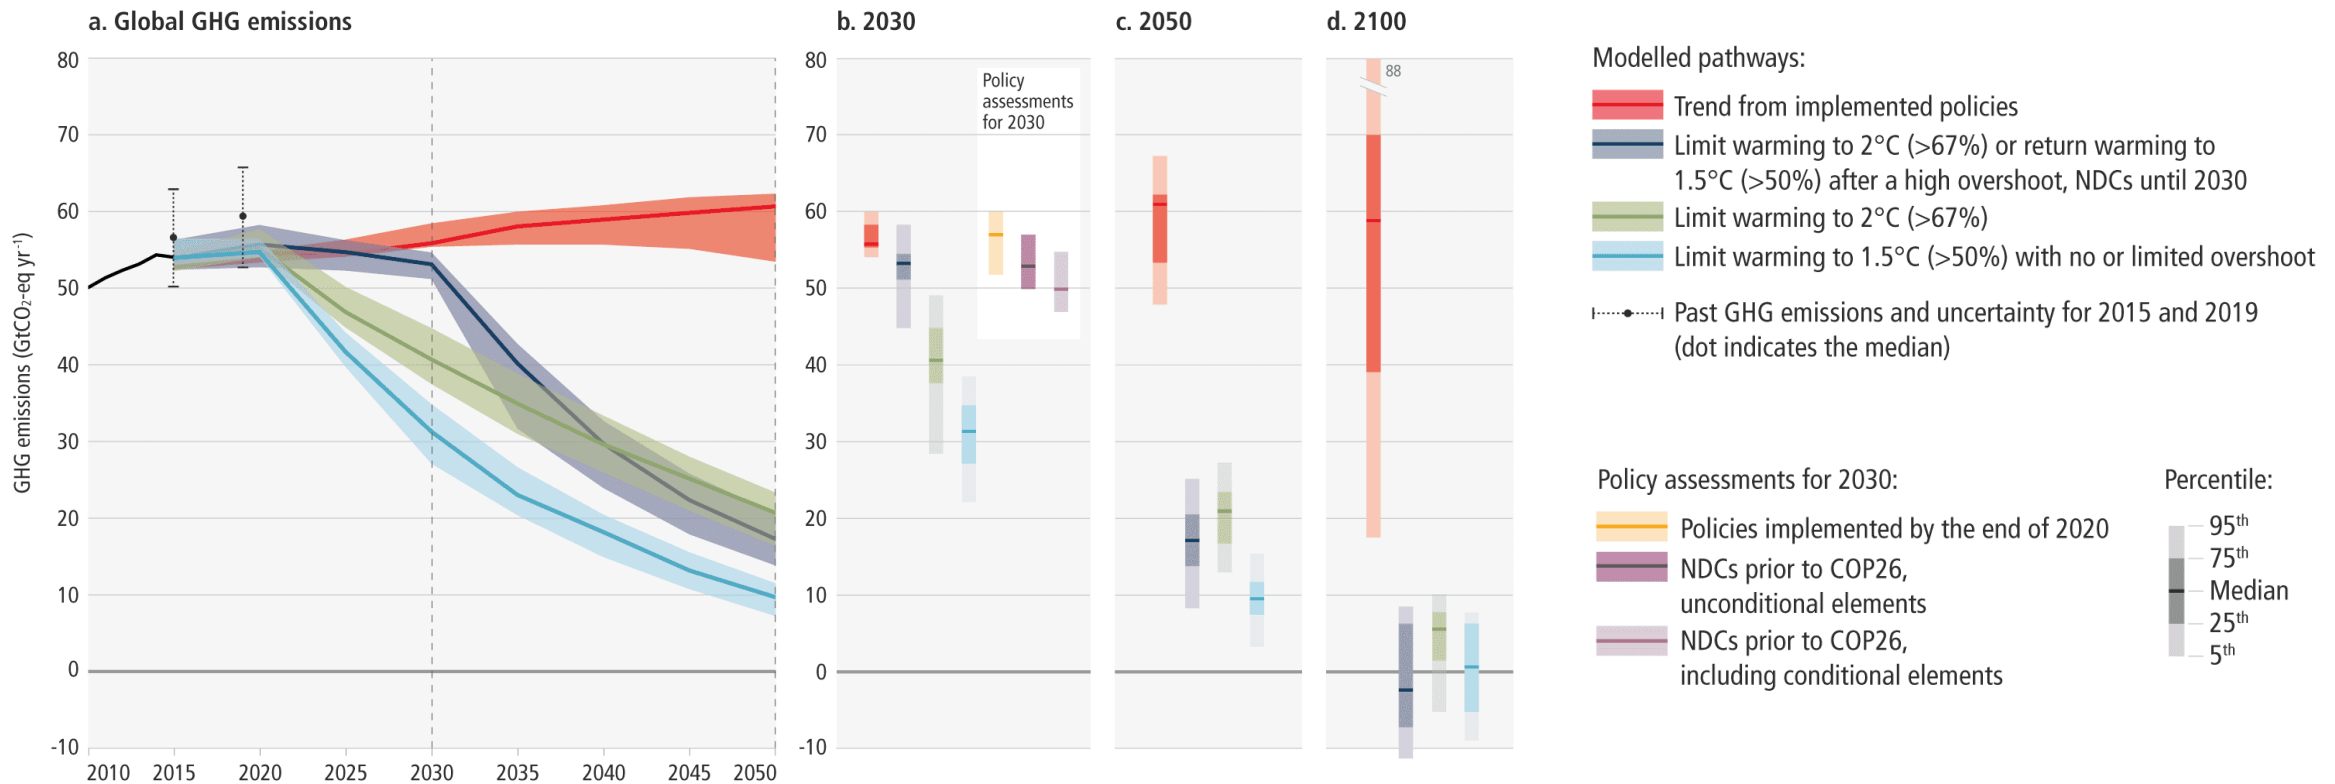 a. Global GHG emissions
80
70
60
50
40
30
20
10
0
-10
GHG emissions (GtCO₂-eq yr⁻¹)
2010 2015 2020 2025 2030 2035 2040 2045 2050
b. 2030
80
70
60
50
40
30
20
10
0
-10
Policy
assessments
for 2030
c. 2050
d. 2100
88
Modelled pathways:
Trend from implemented policies
Limit warming to 2°C (>67%) or return warming to
1.5°C (>50%) after a high overshoot, NDCs until 2030
Limit warming to 2°C (>67%)
Limit warming to 1.5°C (>50%) with no or limited overshoot
Past GHG emissions and uncertainty for 2015 and 2019
(dot indicates the median)
Policy assessments for 2030:
Policies implemented by the end of 2020
NDCs prior to COP26,
unconditional elements
NDCs prior to COP26,
including conditional elements
Percentile:
95th
75th
Median
25th
5th